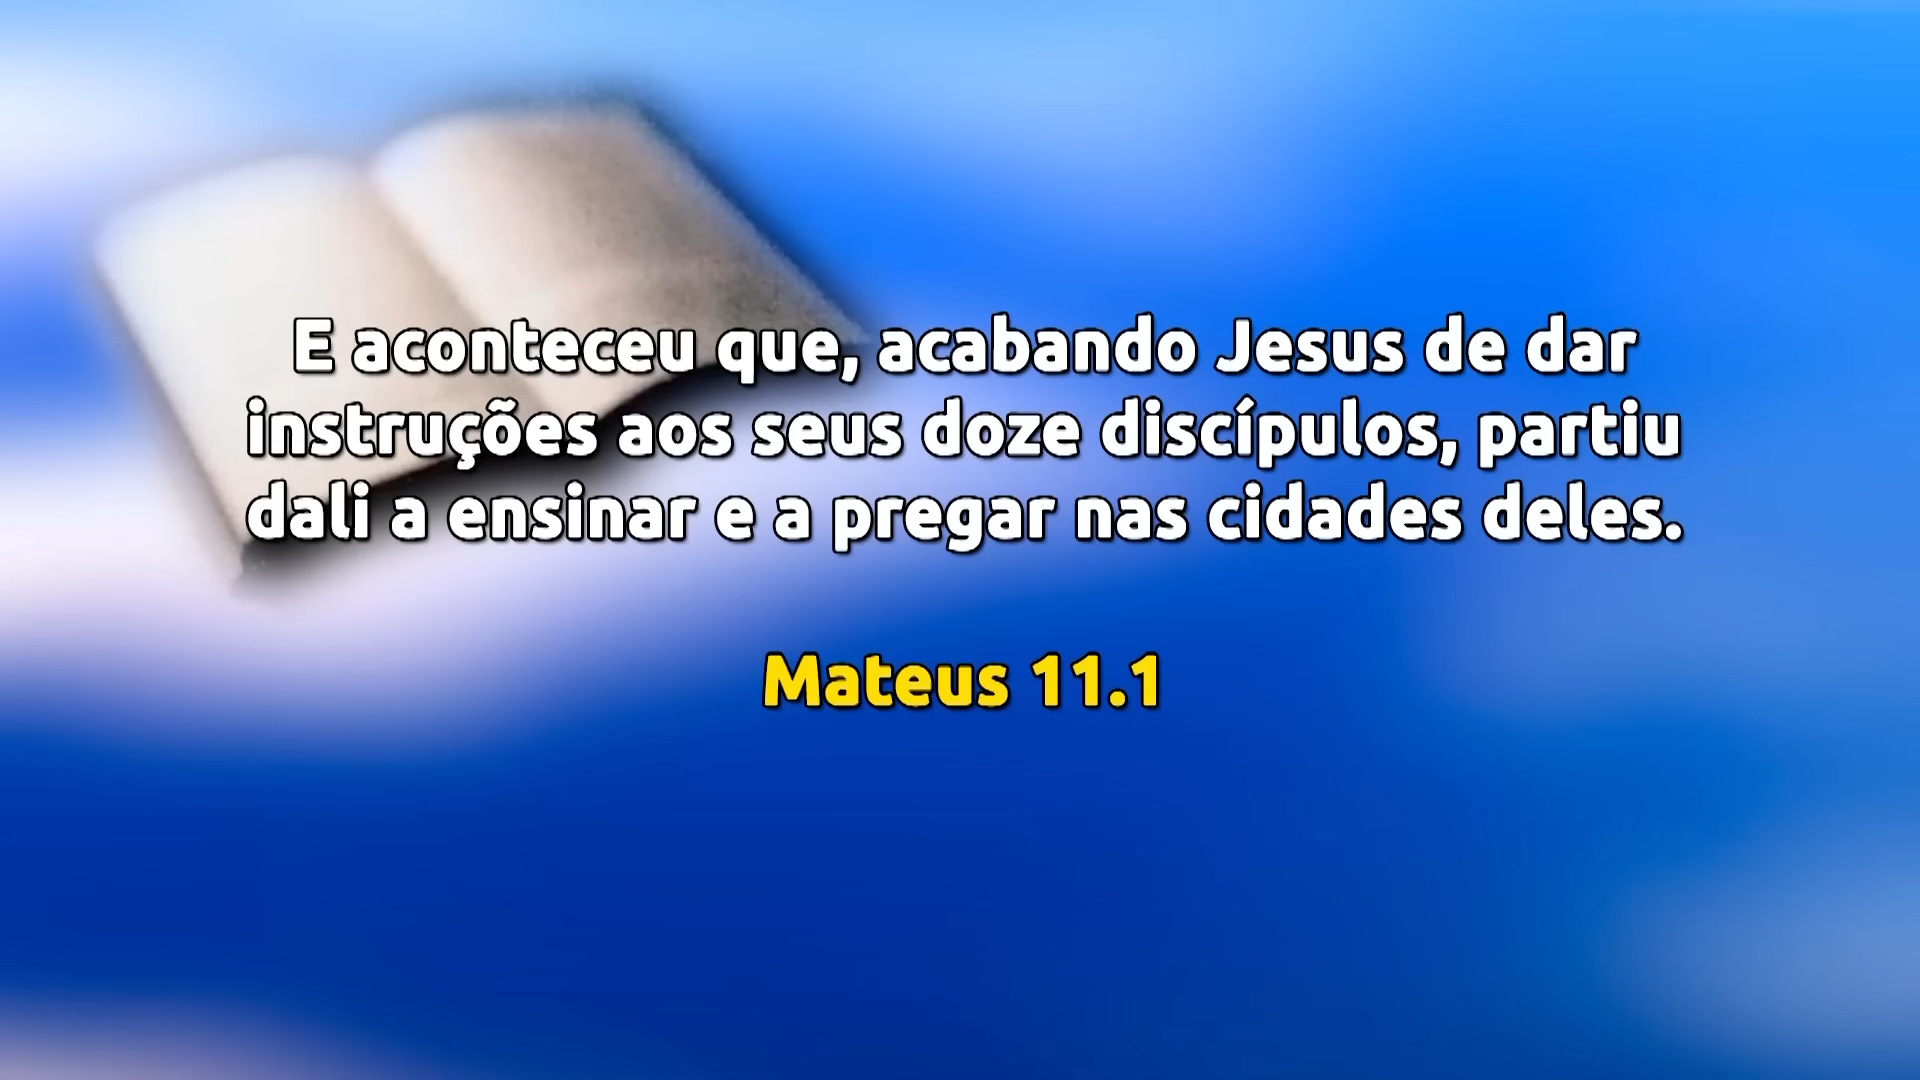 E aconteceu que, acabando Jesus de dar
instruções aos seus doze discípulos, partiu
dali a ensinar e a pregar nas cidades deles.
Mateus 11.1